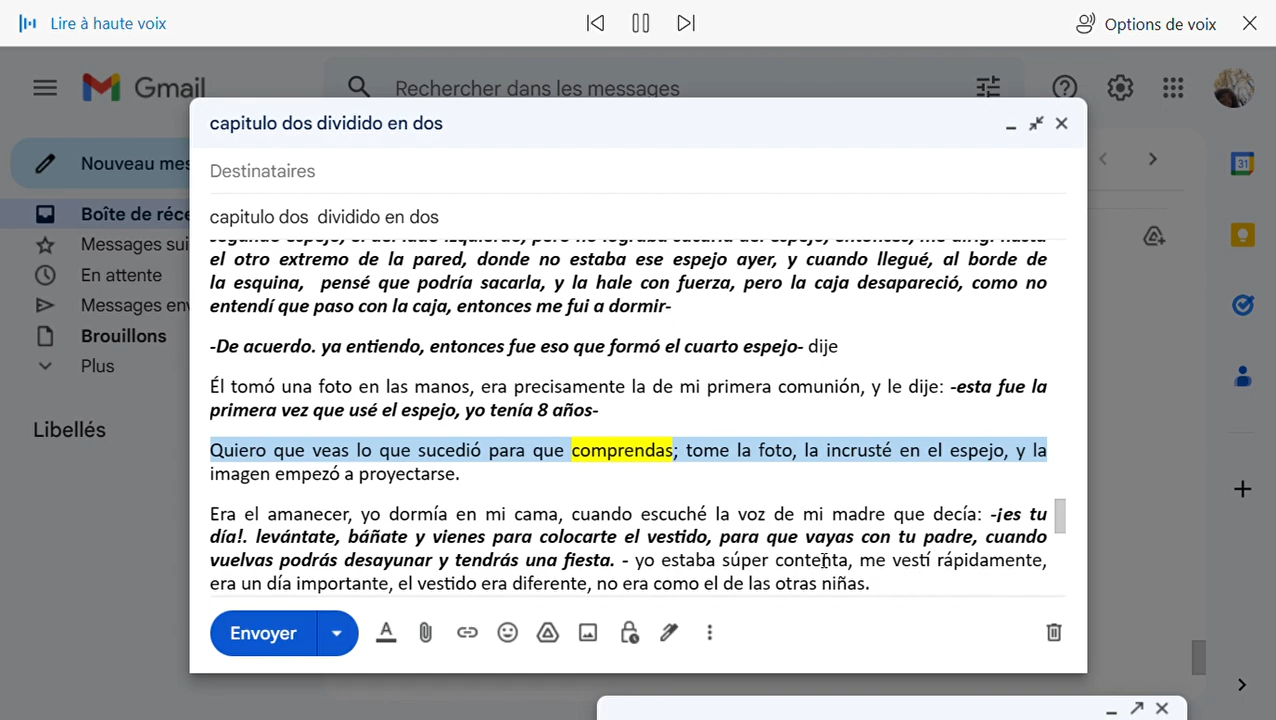 Lire à haute voix
Options de voix
Gmail
Rechercher dans les messages
capitulo dos dividido en dos
Nouveau mes
Destinataires
31
Boîte de réce
capitulo dos dividido en dos
Messages sui
el otro extremo de la pared, donde no estaba ese espejo ayer, y cuando llegué, al borde de
En attente
la esquina, pensé que podría sacarla, y la hale con fuerza, pero la caja desapareció, como no
Messages env
entendí que paso con la caja, entonces me fui a dormir-
Brouillons
-De acuerdo. ya entiendo, entonces fue eso que formó el cuarto espejo- dije
Plus
Él tomó una foto en las manos, era precisamente la de mi primera comunión, y le dije: -esta fue la
primera vez que usé el espejo, yo tenía 8 años-
Libellés
Quiero que veas lo que sucedió para que comprendas; tome la foto, la incrusté en el espejo, y la
imagen empezó a proyectarse.
Era el amanecer, yo dormía en mi cama, cuando escuché la voz de mi madre que decía: -¡es tu
día!. levántate, báñate y vienes para colocarte el vestido, para que vayas con tu padre, cuando
vuelvas podrás desayunar y tendrás una fiesta. - yo estaba súper contenta, me vestí rápidamente,
era un día importante, el vestido era diferente, no era como el de las otras niñas.
Envoyer